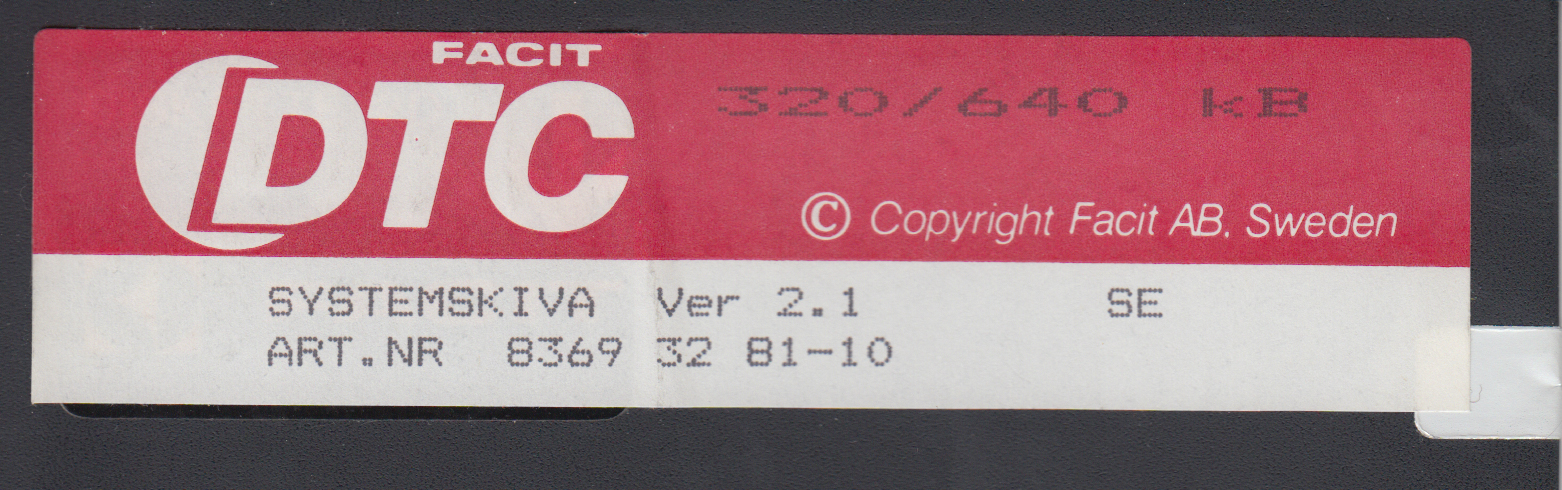 FACIT
DTC
320/640 kB
© Copyright Facit AB, Sweden
SYSTEMSKIVA Ver 2.1 SE
ART.NR 8369 32 81-10